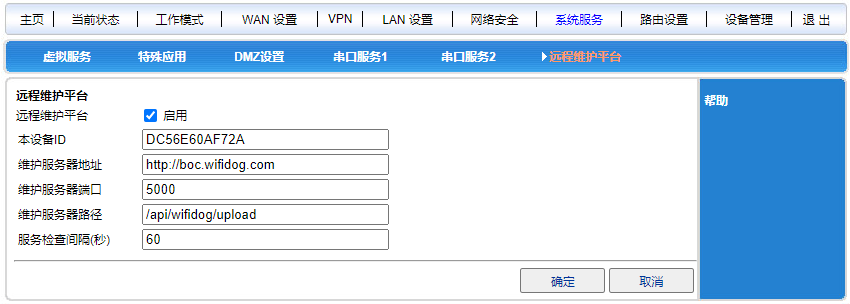 主页 当前状态 工作模式 WAN 设置 VPN LAN 设置 网络安全 系统服务 路由设置 设备管理 退 出
虚拟服务 特殊应用 DMZ设置 串口服务1 串口服务2 远程维护平台
远程维护平台
帮助
远程维护平台 启用
本设备ID DC56E60AF72A
维护服务器地址 http://boc.wifidog.com
维护服务器端口 5000
维护服务器路径 /api/wifidog/upload
服务检查间隔(秒) 60
确定 取消